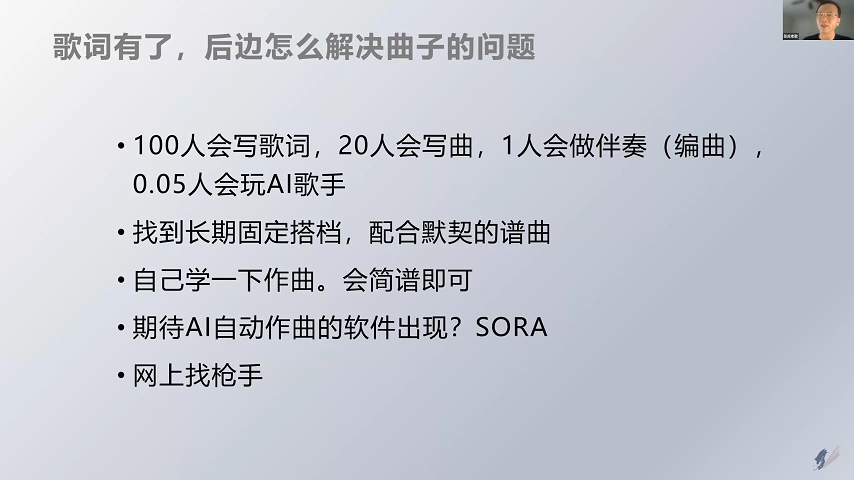 歌词有了，后边怎么解决曲子的问题
• 100人会写歌词，20人会写曲，1人会做伴奏（编曲），
0.05人会玩AI歌手
• 找到长期固定搭档，配合默契的谱曲
• 自己学一下作曲。会简谱即可
• 期待AI自动作曲的软件出现？SORA
• 网上找枪手